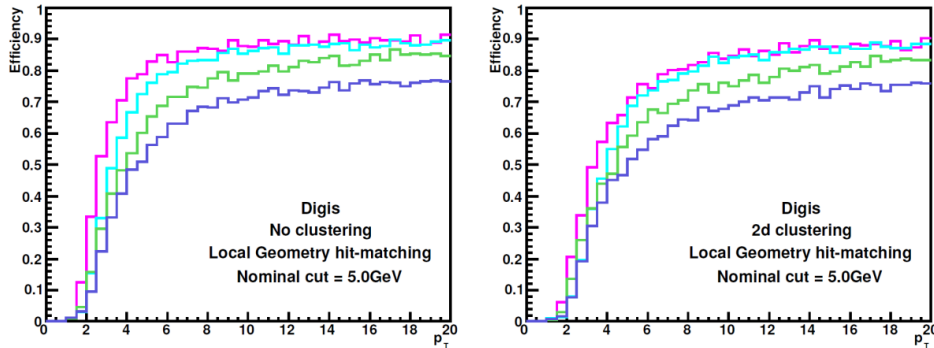 Efficiency
1
0.9
0.8
0.7
0.6
0.5
0.4
0.3
0.2
0.1
0
Digis
No clustering
Local Geometry hit-matching
Nominal cut = 5.0GeV
0 2 4 6 8 10 12 14 16 18 20
p_T
Efficiency
1
0.9
0.8
0.7
0.6
0.5
0.4
0.3
0.2
0.1
0
Digis
2d clustering
Local Geometry hit-matching
Nominal cut = 5.0GeV
0 2 4 6 8 10 12 14 16 18 20
p_T